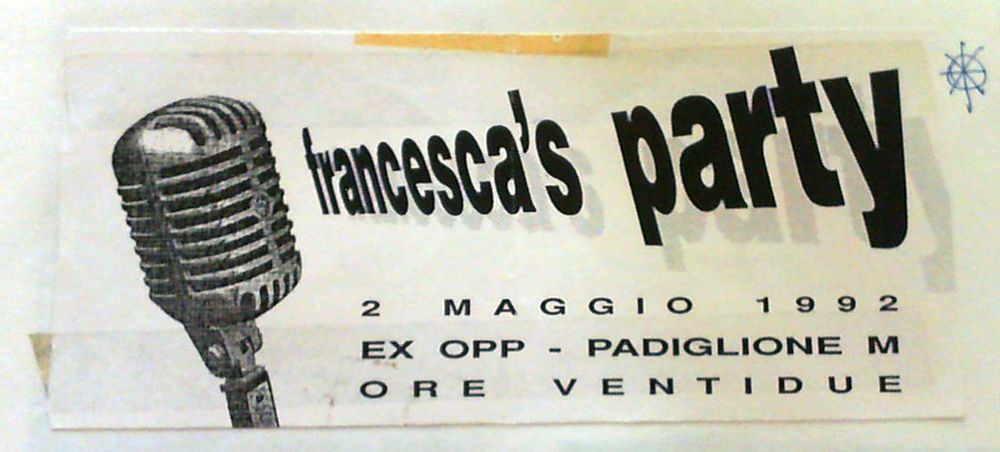 francesca's party
2 MAGGIO 1992
EX OPP - PADIGLIONE M
ORE VENTIDUE